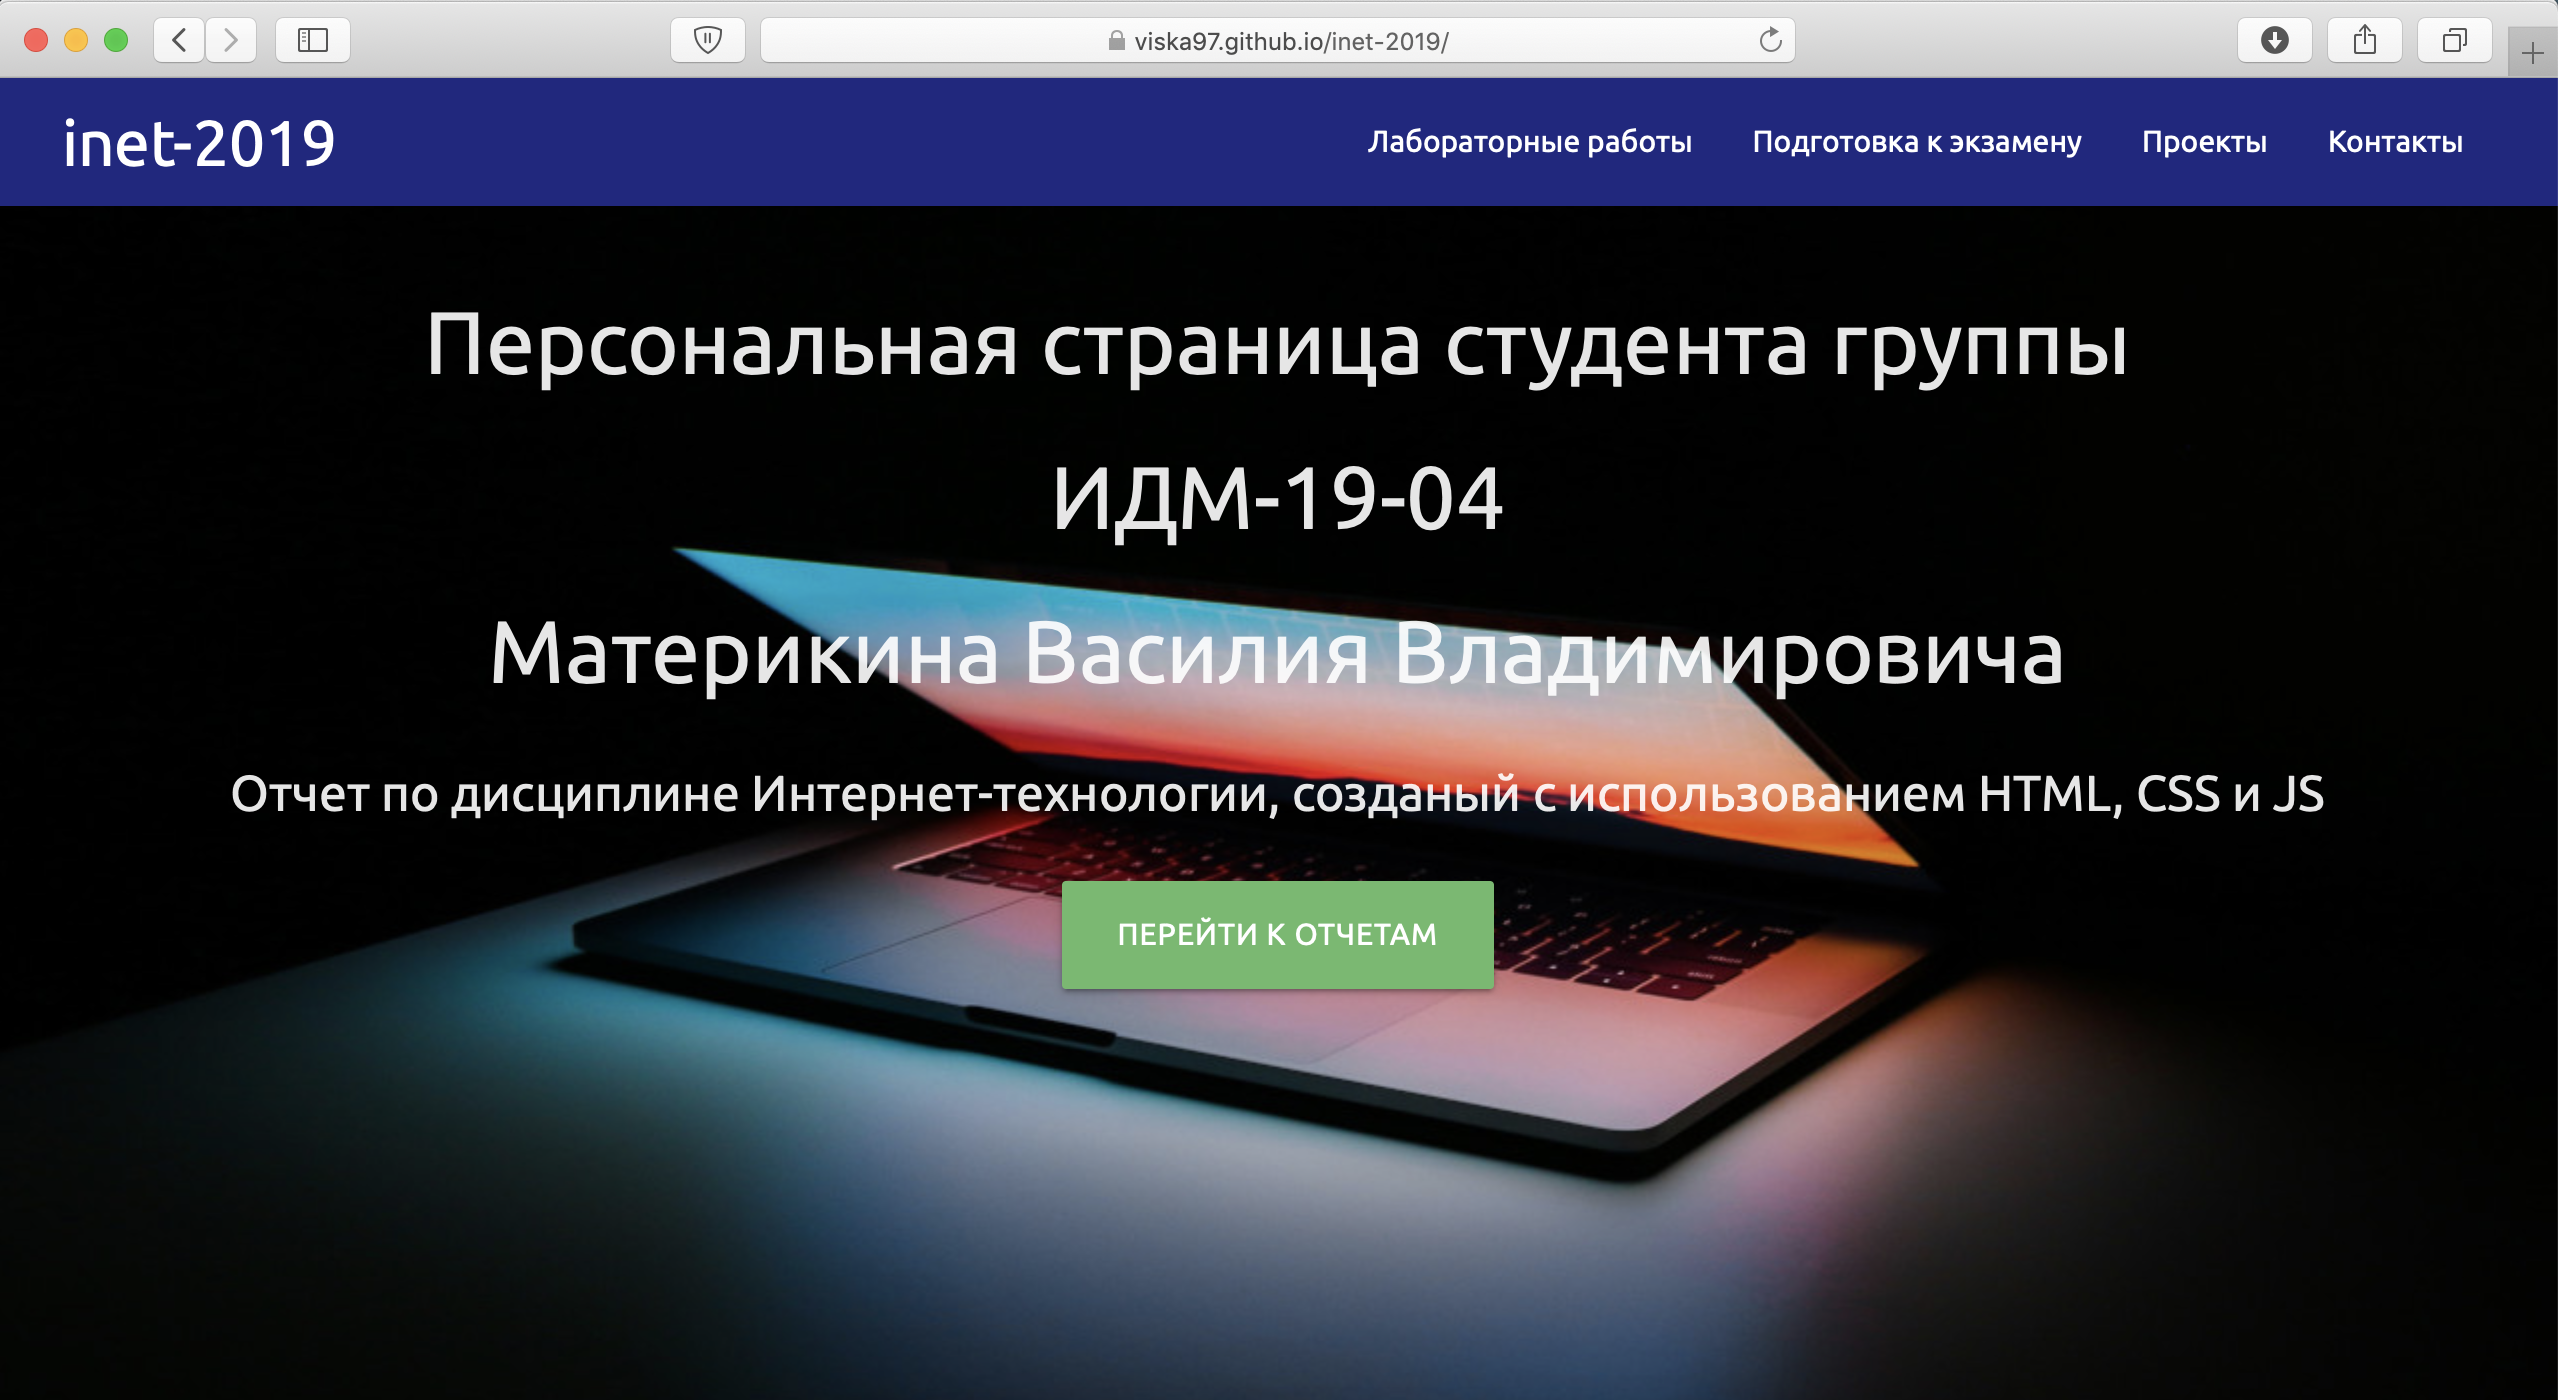 viska97.github.io/inet-2019/
inet-2019
Лабораторные работы
Подготовка к экзамену
Проекты
Контакты
Персональная страница студента группы
ИДМ-19-04
Материкина Василия Владимировича
Отчет по дисциплине Интернет-технологии, созданый с использованием HTML, CSS и JS
ПЕРЕЙТИ К ОТЧЕТАМ